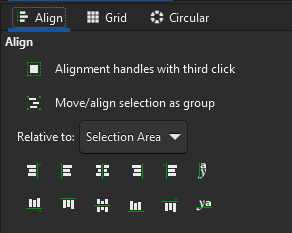 Align Grid Circular
Align
Alignment handles with third click
Move/align selection as group
Relative to: Selection Area